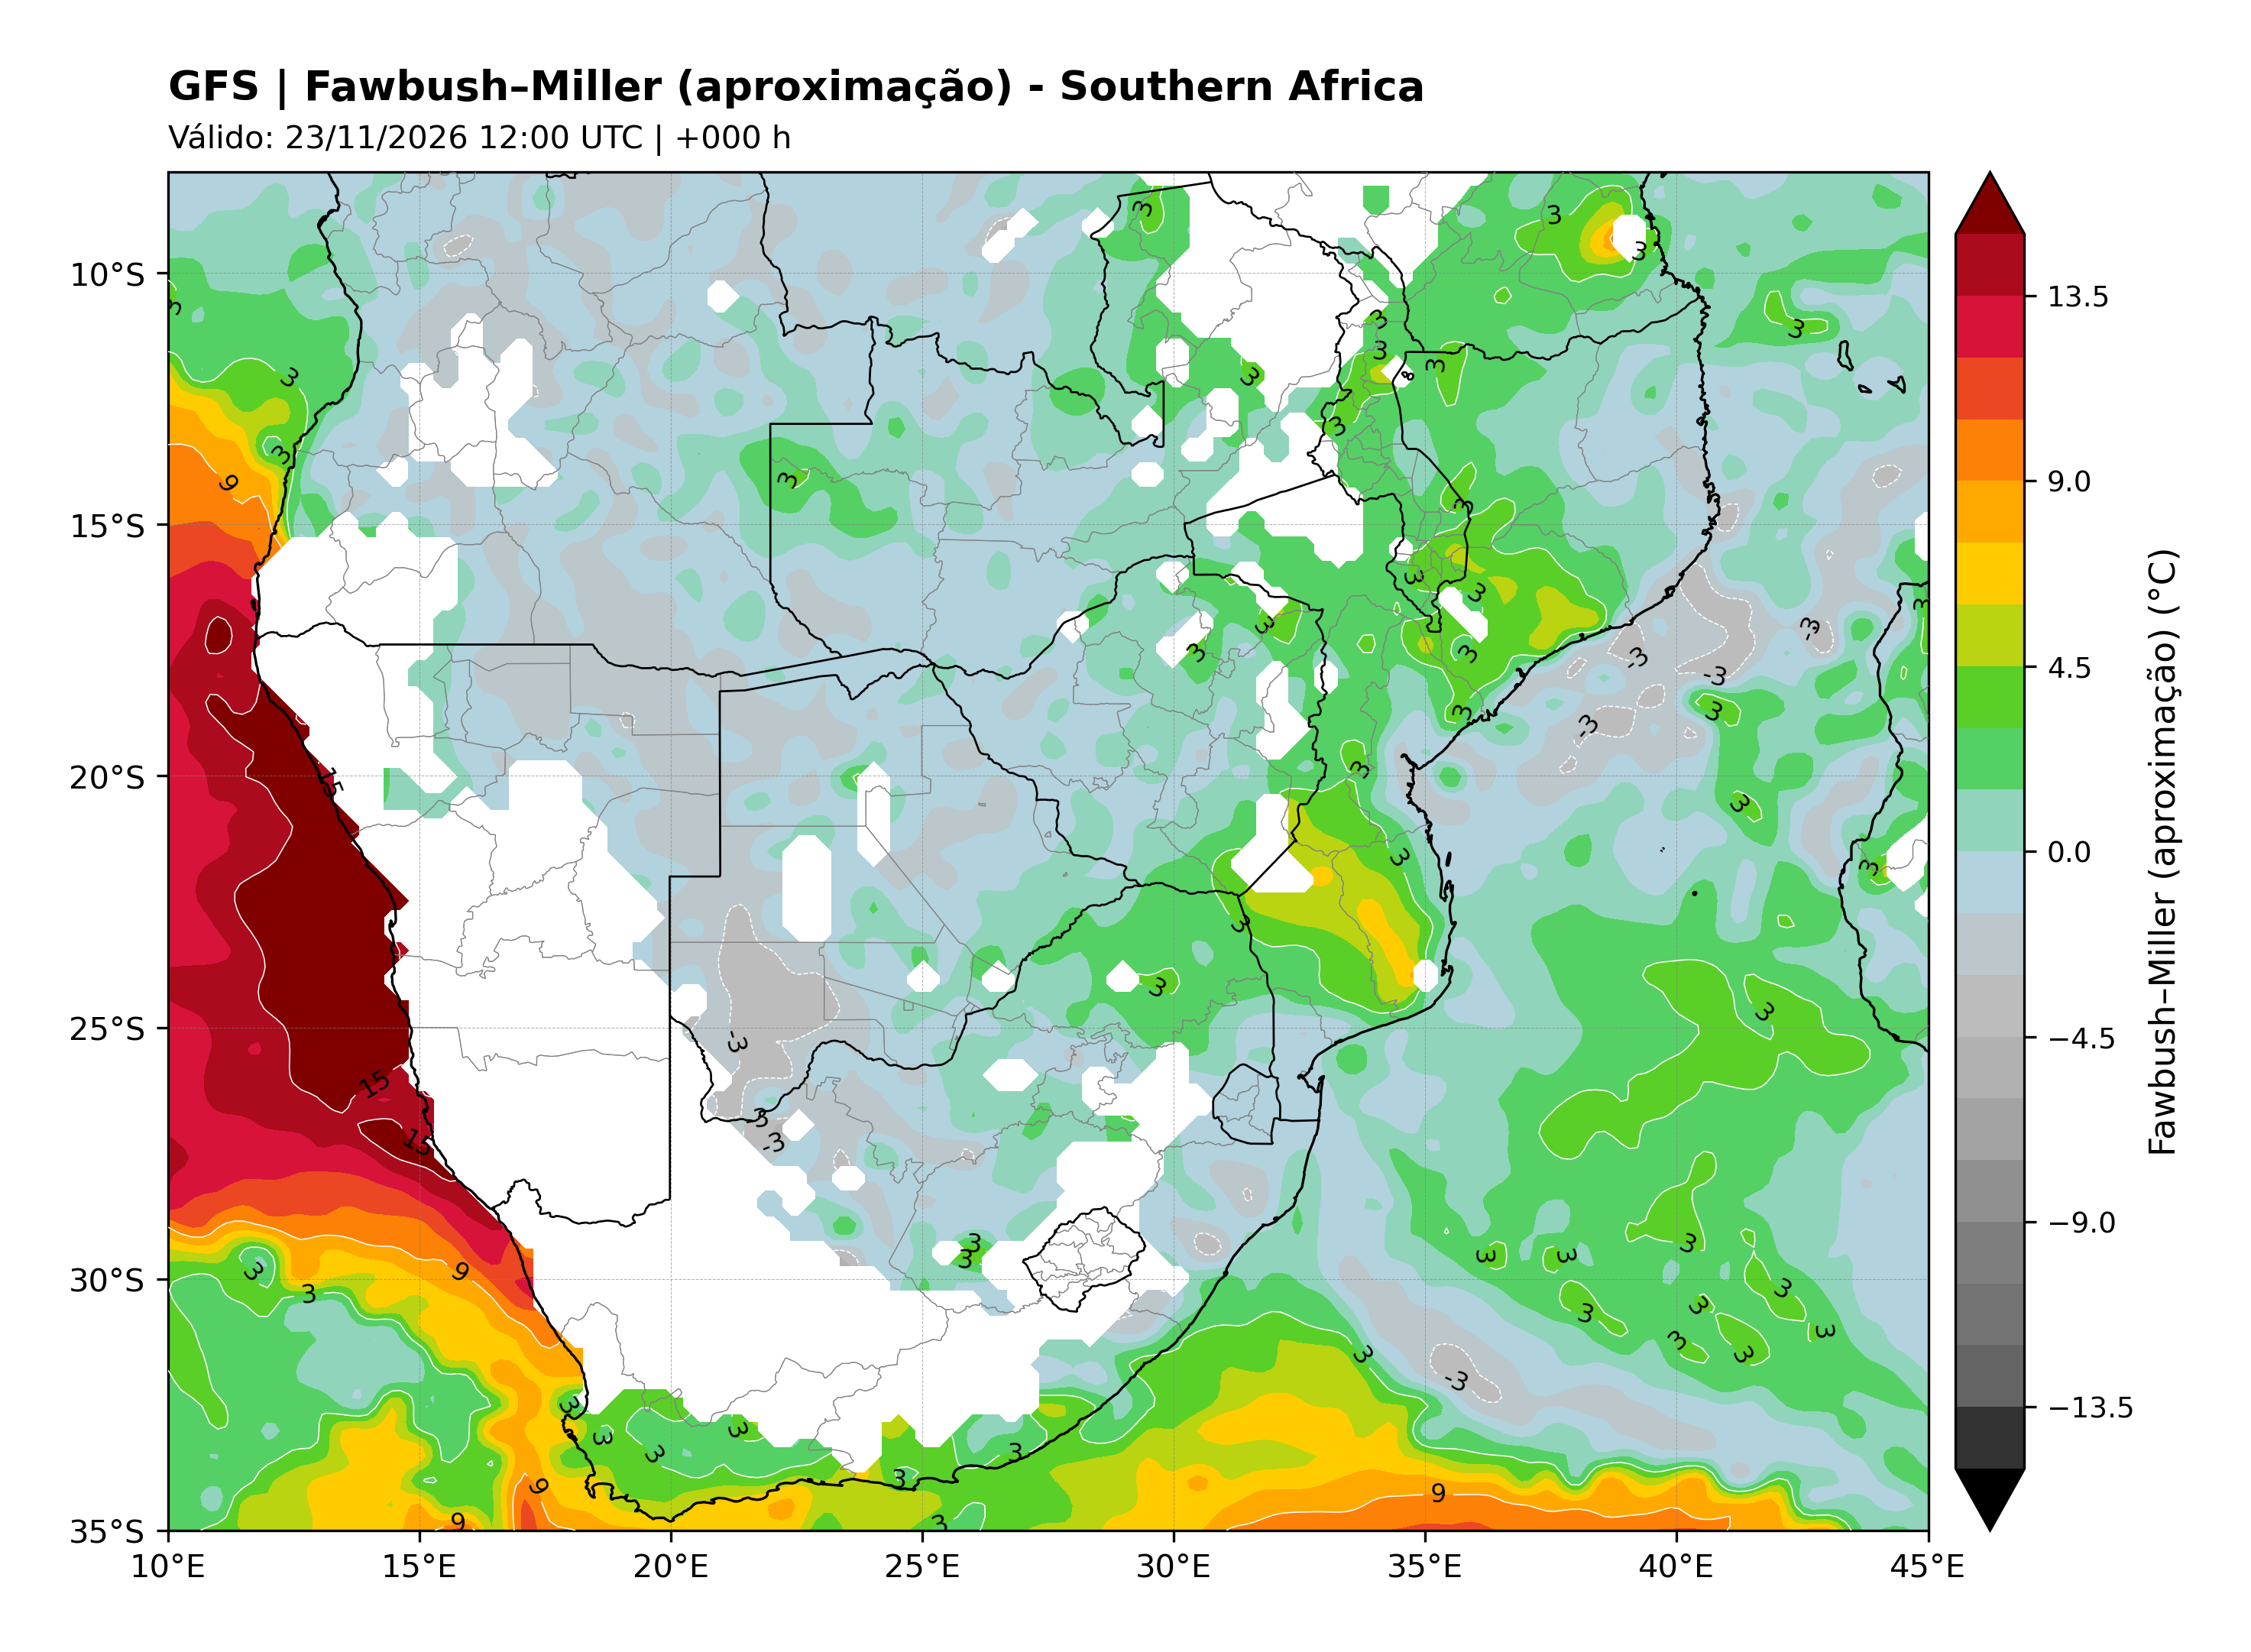 GFS | Fawbush–Miller (aproximação) - Southern Africa
Válido: 23/11/2026 12:00 UTC | +000 h
10°S
15°S
20°S
25°S
30°S
35°S
10°E
15°E
20°E
25°E
30°E
35°E
40°E
45°E
13.5
9.0
4.5
0.0
−4.5
−9.0
−13.5
Fawbush–Miller (aproximação) (°C)